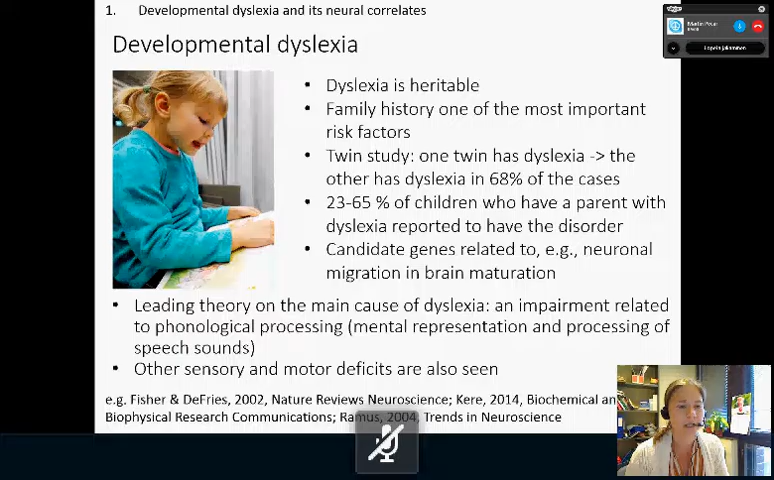 1. Developmental dyslexia and its neural correlates
Developmental dyslexia
• Dyslexia is heritable
• Family history one of the most important
risk factors
• Twin study: one twin has dyslexia -> the
other has dyslexia in 68% of the cases
• 23-65 % of children who have a parent with
dyslexia reported to have the disorder
• Candidate genes related to, e.g., neuronal
migration in brain maturation
• Leading theory on the main cause of dyslexia: an impairment related
to phonological processing (mental representation and processing of
speech sounds)
• Other sensory and motor deficits are also seen
e.g. Fisher & DeFries, 2002, Nature Reviews Neuroscience; Kere, 2014, Biochemical an
Biophysical Research Communications; Ramus, 2004, Trends in Neuroscience